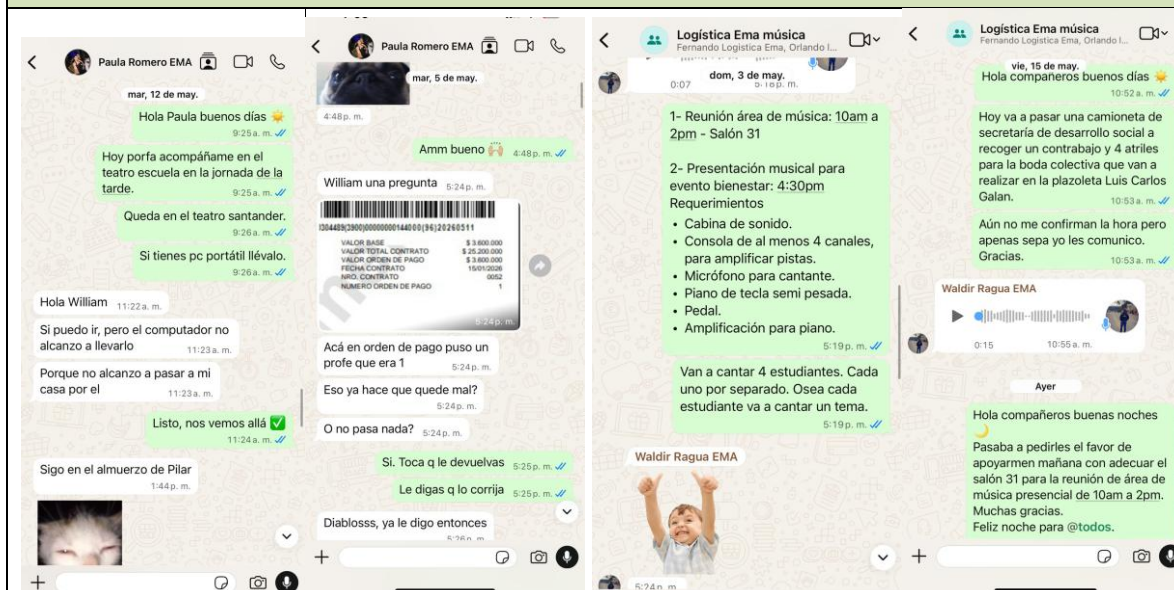 Paula Romero EMA
mar, 12 de may.
Hola Paula buenos días ☀️
9:25 a. m.
Hoy porfa acompáñame en el
teatro escuela en la jornada de la
tarde.
9:25 a. m.
Queda en el teatro santander.
9:26 a. m.
Si tienes pc portátil llévalo.
9:26 a. m.
Hola William 11:22 a. m.
Si puedo ir, pero el computador no
alcanzo a llevarlo
11:23 a. m.
Porque no alcanzo a pasar a mi
casa por el
11:23 a. m.
Listo, nos vemos allá ✅
11:24 a. m.
Sigo en el almuerzo de Pilar
1:44 p. m.
Paula Romero EMA
mar, 5 de may.
4:48 p. m.
Amm bueno 🙌🏼 4:48 p. m.
William una pregunta 5:24 p. m.
VALOR BASE $ 3.600.000
VALOR TOTAL CONTRATO $ 25.200.000
VALOR ORDEN DE PAGO $ 3.600.000
FECHA CONTRATO 15/01/2026
NRO. CONTRATO 0052
NUMERO ORDEN DE PAGO 1
5:24 p. m.
Acá en orden de pago puso un
profe que era 1
5:24 p. m.
Eso ya hace que quede mal?
5:24 p. m.
O no pasa nada? 5:24 p. m.
Si. Toca q le devuelvas 5:25 p. m.
Le digas q lo corrija 5:25 p. m.
Diablosss, ya le digo entonces
5:26 p. m.
Logística Ema música
Fernando Logistica Ema, Orlando l...
dom, 3 de may.
0:07
1- Reunión área de música: 10am a
2pm - Salón 31
2- Presentación musical para
evento bienestar: 4:30pm
Requerimientos
• Cabina de sonido.
• Consola de al menos 4 canales,
para amplificar pistas.
• Micrófono para cantante.
• Piano de tecla semi pesada.
• Pedal.
• Amplificación para piano.
5:19 p. m.
Van a cantar 4 estudiantes. Cada
uno por separado. Osea cada
estudiante va a cantar un tema.
5:19 p. m.
Waldir Ragua EMA
5:24 p. m.
Logística Ema música
Fernando Logistica Ema, Orlando l...
vie, 15 de may.
Hola compañeros buenos días ☀️
10:52 a. m.
Hoy va a pasar una camioneta de
secretaría de desarrollo social a
recoger un contrabajo y 4 atriles
para la boda colectiva que van a
realizar en la plazoleta Luis Carlos
Galan.
10:53 a. m.
Aún no me confirman la hora pero
apenas sepa yo les comunico.
Gracias.
10:53 a. m.
Waldir Ragua EMA
0:15 10:55 a. m.
Ayer
Hola compañeros buenas noches
🌙
Pasaba a pedirles el favor de
apoyarmen mañana con adecuar el
salón 31 para la reunión de área de
música presencial de 10am a 2pm.
Muchas gracias.
Feliz noche para @todos.